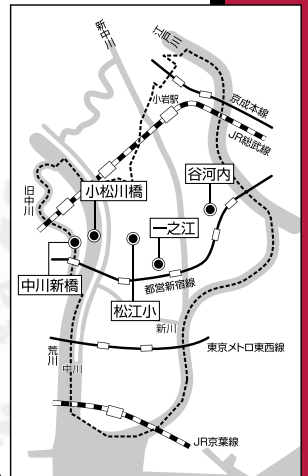 新中川
江戸川
小岩駅
京成本線
JR総武線
谷河内
小松川橋
旧中川
一之江
中川新橋
松江小
都営新宿線
新川
荒川
中川
東京メトロ東西線
JR京葉線